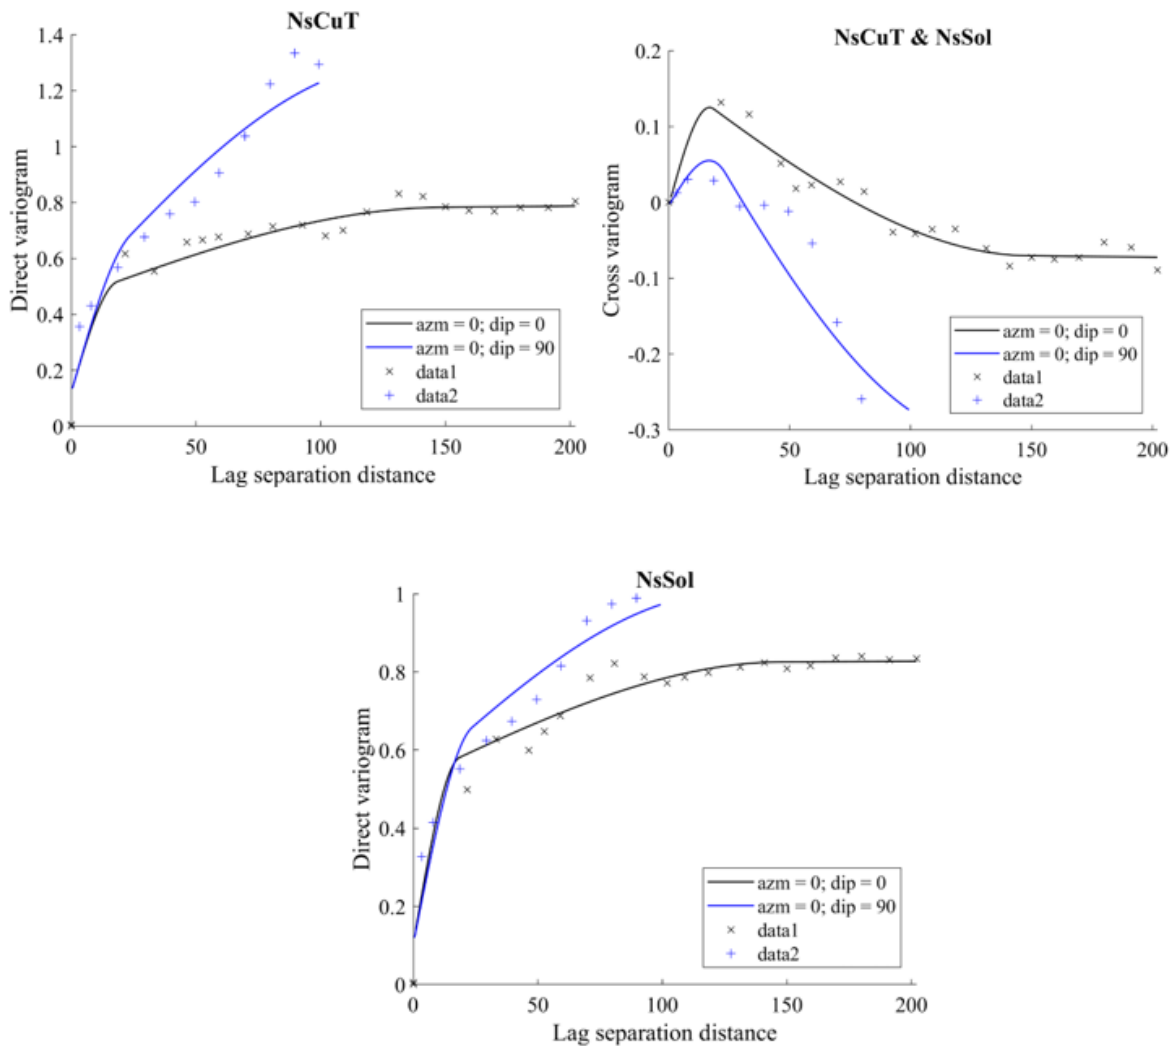 NsCuT
1.4
1.2
1
0.8
0.6
0.4
0.2
0
Direct variogram
0 50 100 150 200
Lag separation distance
azm = 0; dip = 0
azm = 0; dip = 90
data1
data2
NsCuT & NsSol
0.2
0.1
0
-0.1
-0.2
-0.3
Cross variogram
0 50 100 150 200
Lag separation distance
azm = 0; dip = 0
azm = 0; dip = 90
data1
data2
NsSol
1
0.8
0.6
0.4
0.2
0
Direct variogram
0 50 100 150 200
Lag separation distance
azm = 0; dip = 0
azm = 0; dip = 90
data1
data2